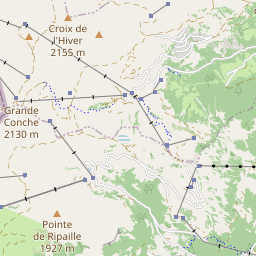 Croix de
l'Hiver
2155 m
Grande
Conche
2130 m
Pointe
de Ripaille
1927 m